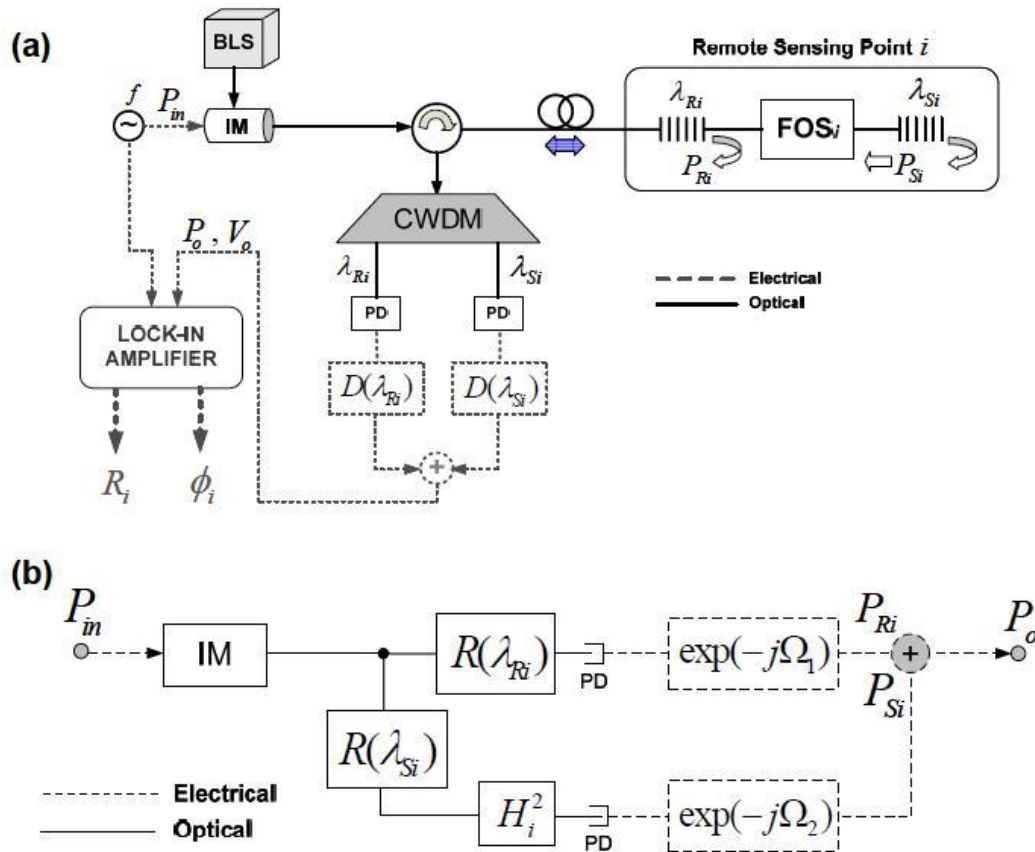 (a)
BLS
f
P_in
IM
Remote Sensing Point i
λ_Ri
FOS_i
λ_Si
P_Ri
P_Si
CWDM
P_o , V_o
λ_Ri
λ_Si
PD
PD
LOCK-IN
AMPLIFIER
D(λ_Ri)
D(λ_Si)
+
R_i
ϕ_i
Electrical
Optical
(b)
P_in
IM
R(λ_Ri)
PD
exp(-jΩ_1)
P_Ri
+
P_o
P_Si
R(λ_Si)
H_i^2
PD
exp(-jΩ_2)
Electrical
Optical